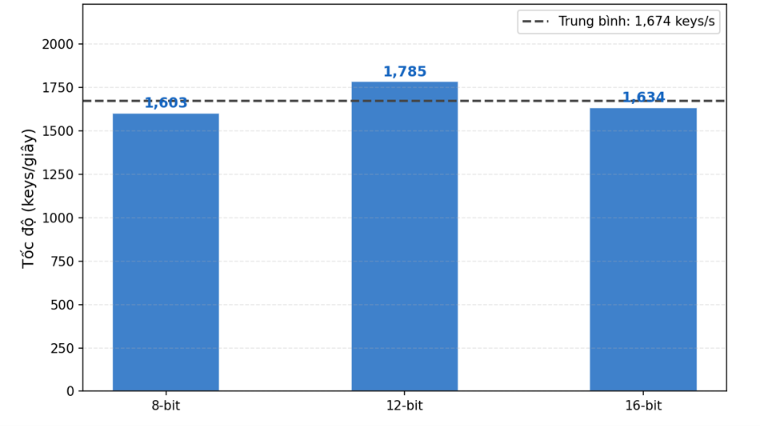 Trung bình: 1,674 keys/s
Tốc độ (keys/giây)
2000
1750
1500
1250
1000
750
500
250
0
1,603
1,785
1,634
8-bit
12-bit
16-bit